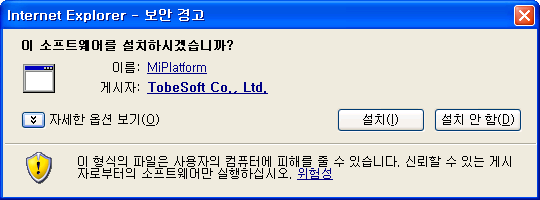 Internet Explorer - 보안 경고
이 소프트웨어를 설치하시겠습니까?
이름: MiPlatform
게시자: TobeSoft Co., Ltd.
자세한 옵션 보기(O) 설치(I) 설치 안 함(D)
이 형식의 파일은 사용자의 컴퓨터에 피해를 줄 수 있습니다. 신뢰할 수 있는 게시
자로부터의 소프트웨어만 실행하십시오. 위험성